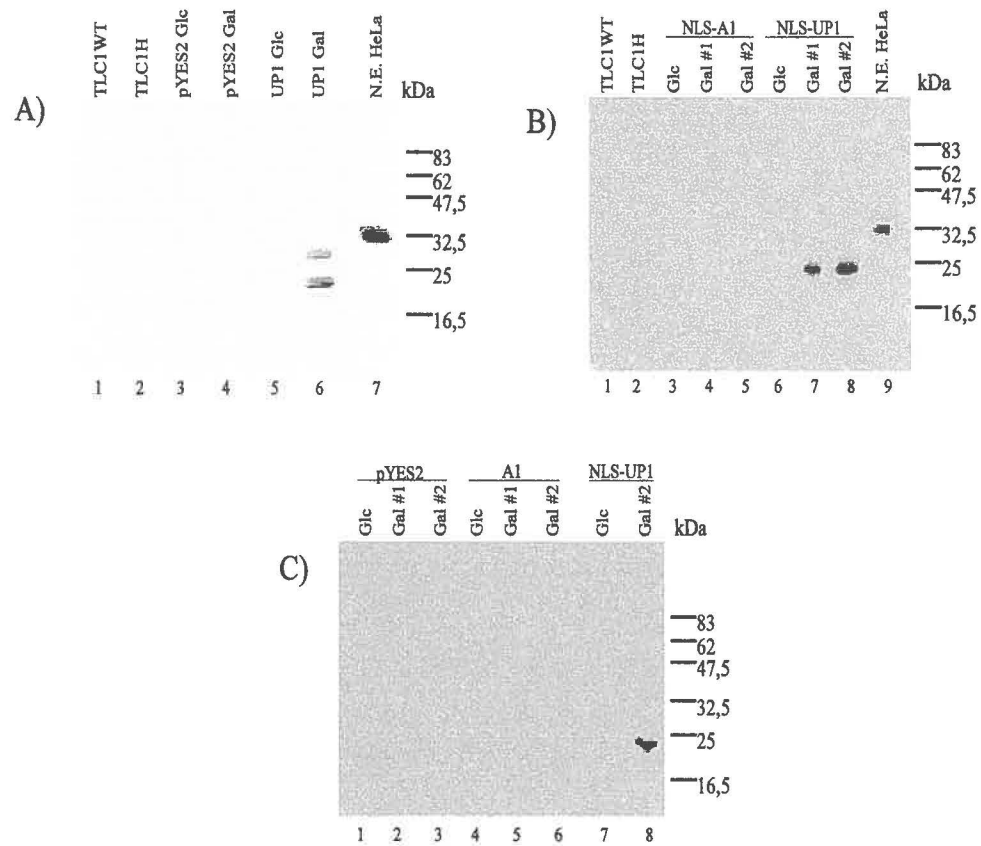 A)
TLC1WT
TLC1H
pYES2 Glc
pYES2 Gal
UP1 Glc
UP1 Gal
N.E. HeLa
kDa
83
62
47,5
32,5
25
16,5
1 2 3 4 5 6 7
B)
NLS-A1 NLS-UP1
TLC1WT
TLC1H
Glc
Gal #1
Gal #2
Glc
Gal #1
Gal #2
N.E. HeLa
kDa
83
62
47,5
32,5
25
16,5
1 2 3 4 5 6 7 8 9
C)
pYES2 A1 NLS-UP1
Glc
Gal #1
Gal #2
Glc
Gal #1
Gal #2
Glc
Gal #2
kDa
83
62
47,5
32,5
25
16,5
1 2 3 4 5 6 7 8